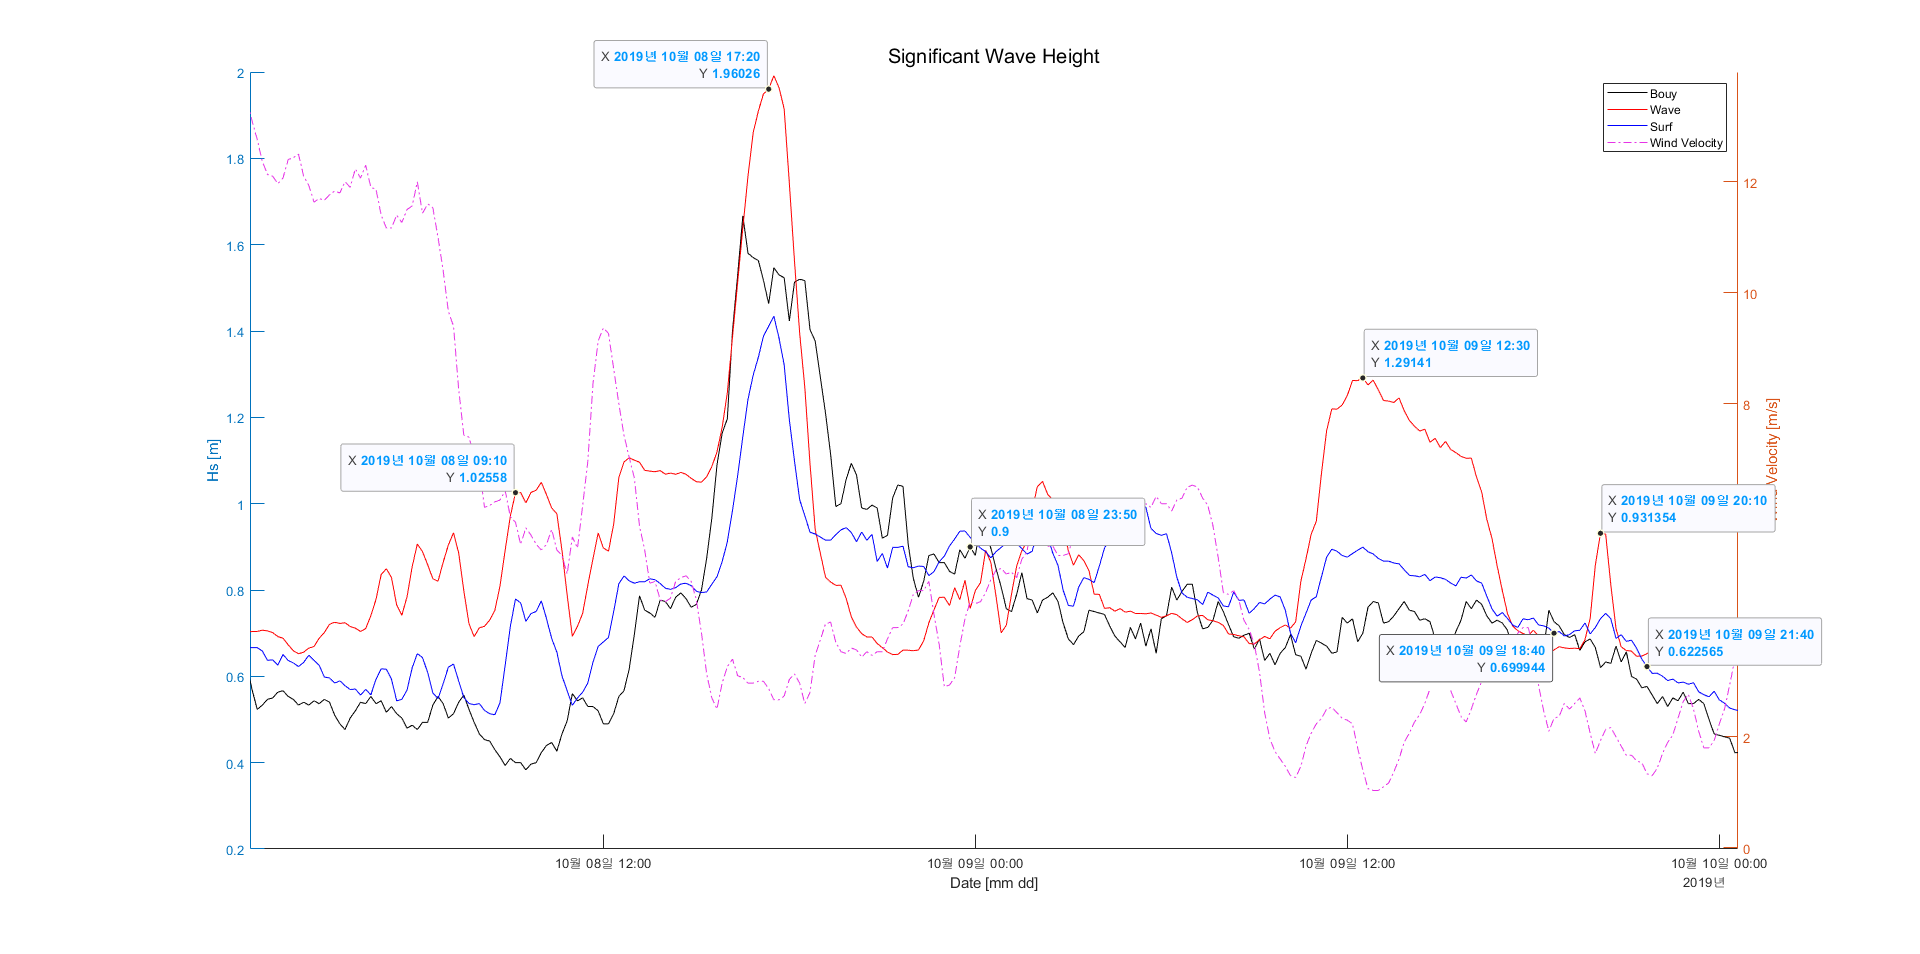 Significant Wave Height
X 2019년 10월 08일 17:20
Y 1.96026
Bouy
Wave
Surf
Wind Velocity
X 2019년 10월 09일 12:30
Y 1.29141
X 2019년 10월 08일 09:10
Y 1.02558
X 2019년 10월 09일 20:10
Y 0.931354
X 2019년 10월 08일 23:50
Y 0.9
X 2019년 10월 09일 21:40
Y 0.622565
X 2019년 10월 09일 18:40
Y 0.699944
2
1.8
1.6
1.4
1.2
1
0.8
0.6
0.4
0.2
Hs [m]
12
10
8
2
0
Velocity [m/s]
10월 08일 12:00
10월 09일 00:00
10월 09일 12:00
10월 10일 00:00
Date [mm dd]
2019년